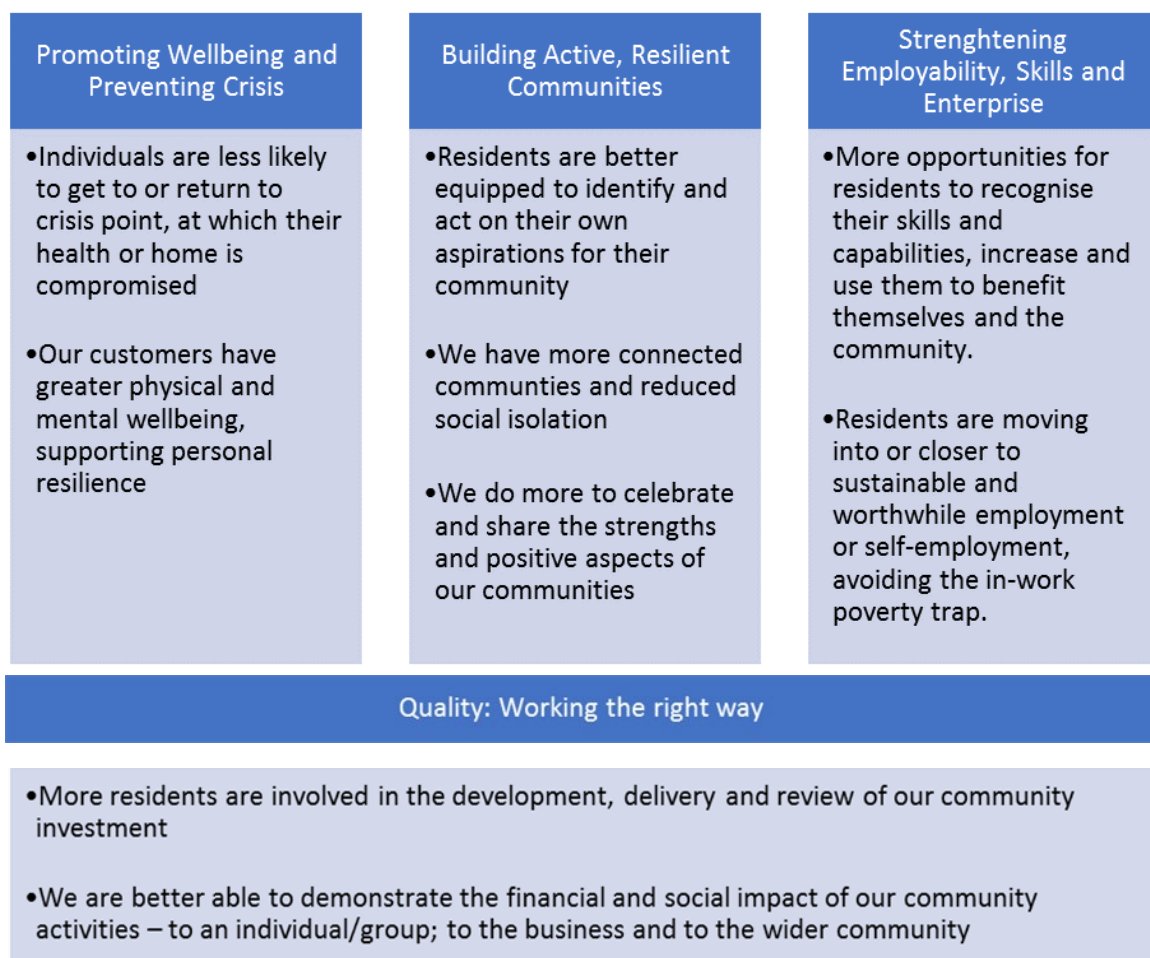 Promoting Wellbeing and
Preventing Crisis
•Individuals are less likely
to get to or return to
crisis point, at which their
health or home is
compromised
•Our customers have
greater physical and
mental wellbeing,
supporting personal
resilience
Building Active, Resilient
Communities
•Residents are better
equipped to identify and
act on their own
aspirations for their
community
•We have more connected
communties and reduced
social isolation
•We do more to celebrate
and share the strengths
and positive aspects of
our communities
Strenghtening
Employability, Skills and
Enterprise
•More opportunities for
residents to recognise
their skills and
capabilities, increase and
use them to benefit
themselves and the
community.
•Residents are moving
into or closer to
sustainable and
worthwhile employment
or self-employment,
avoiding the in-work
poverty trap.
Quality: Working the right way
•More residents are involved in the development, delivery and review of our community
investment
•We are better able to demonstrate the financial and social impact of our community
activities – to an individual/group; to the business and to the wider community